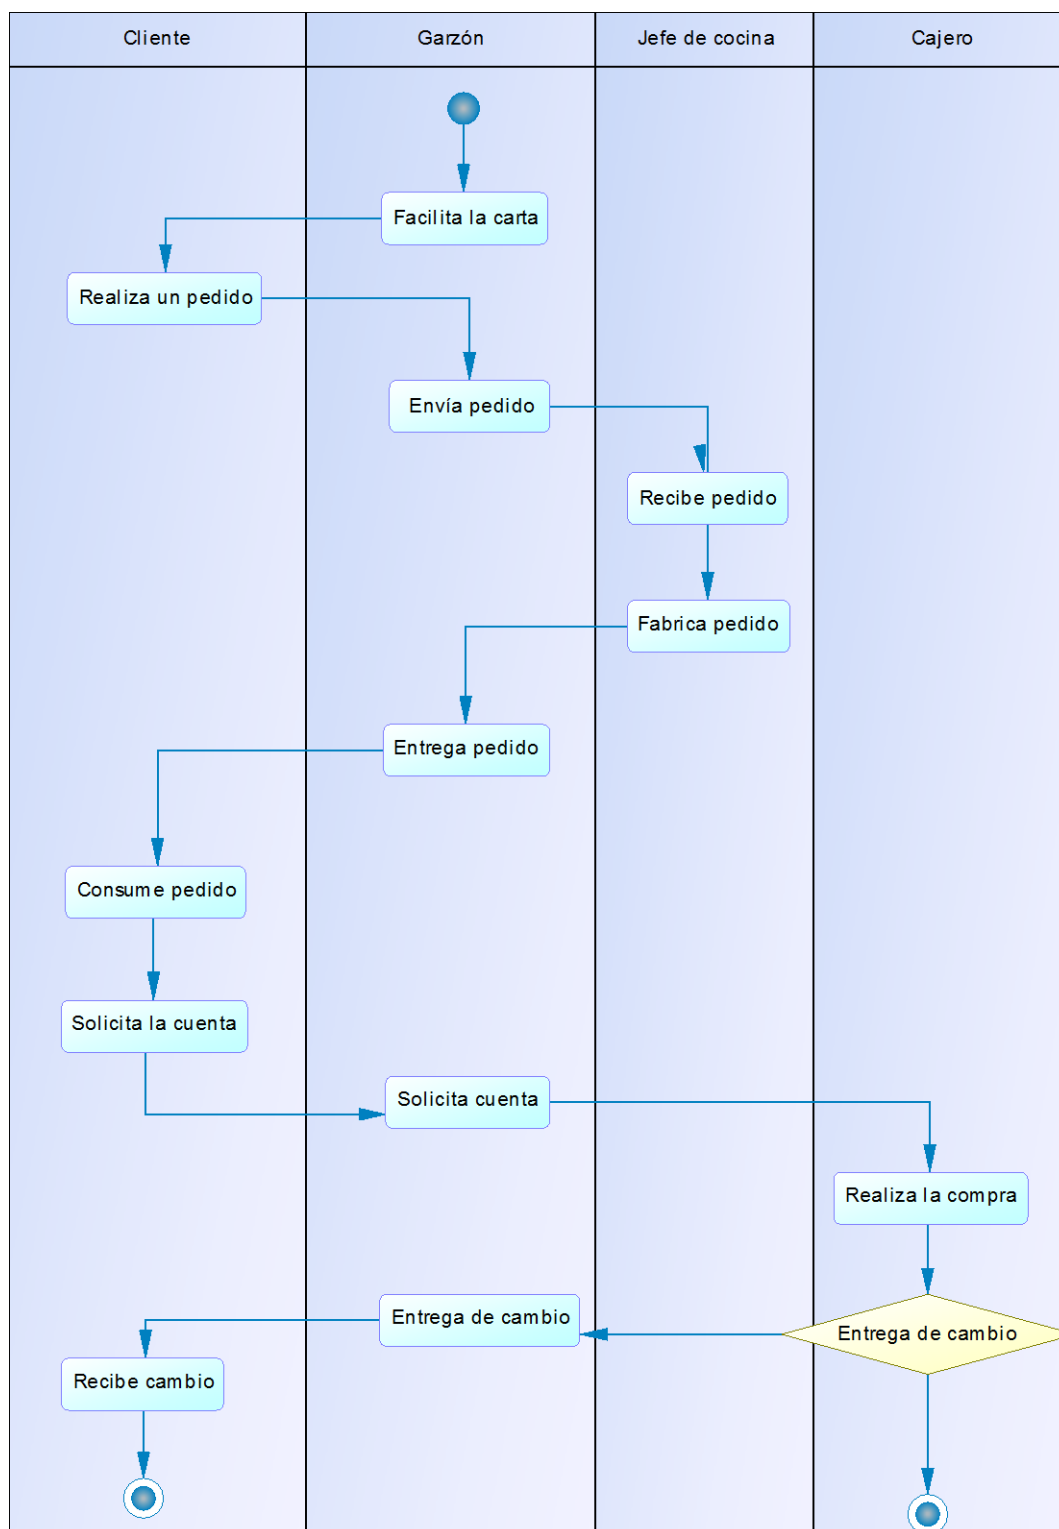 Cliente
Garzón
Jefe de cocina
Cajero
Facilita la carta
Realiza un pedido
Envía pedido
Recibe pedido
Fabrica pedido
Entrega pedido
Consume pedido
Solicita la cuenta
Solicita cuenta
Realiza la compra
Entrega de cambio
Entrega de cambio
Recibe cambio